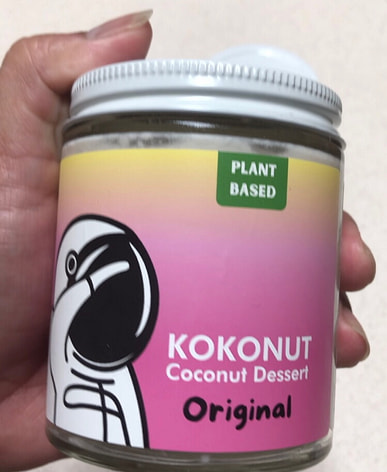 PLANT
BASED
KOKONUT
Coconut Dessert
Original